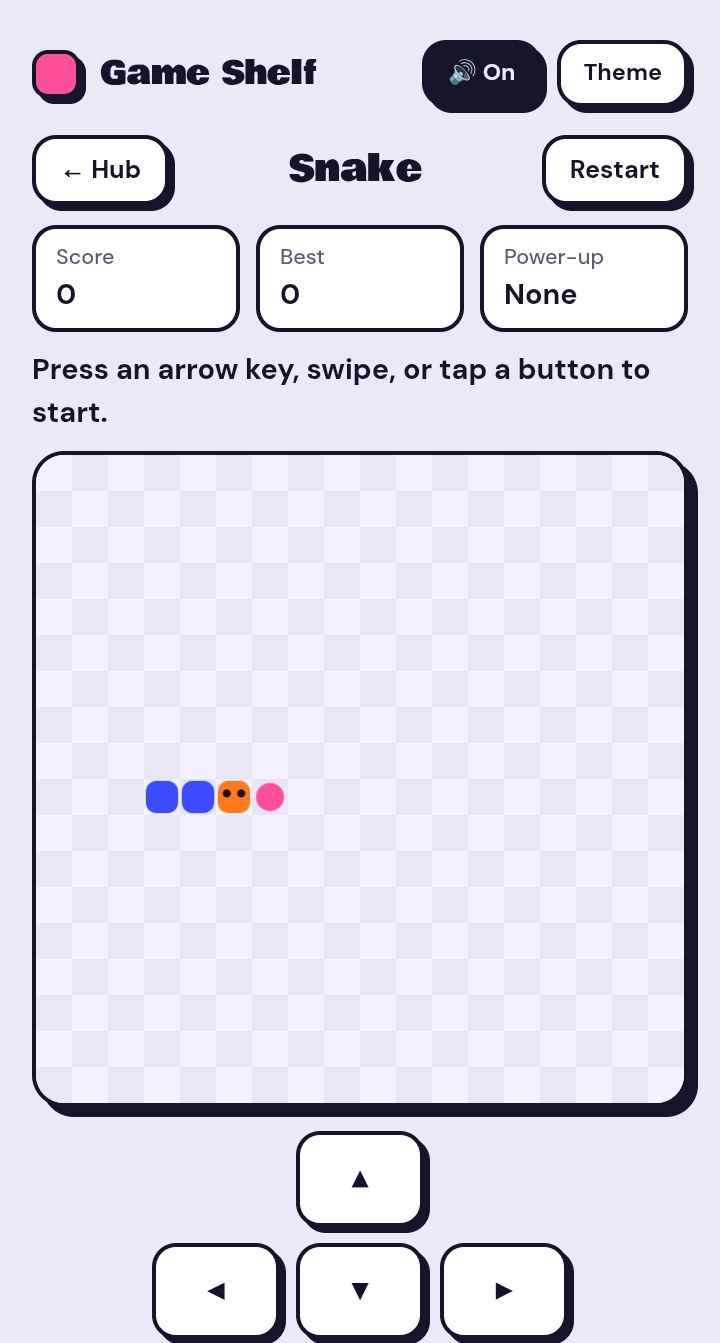 Game Shelf
🔊 On
Theme
← Hub
Snake
Restart
Score
0
Best
0
Power-up
None
Press an arrow key, swipe, or tap a button to
start.
▲
◀
▼
▶